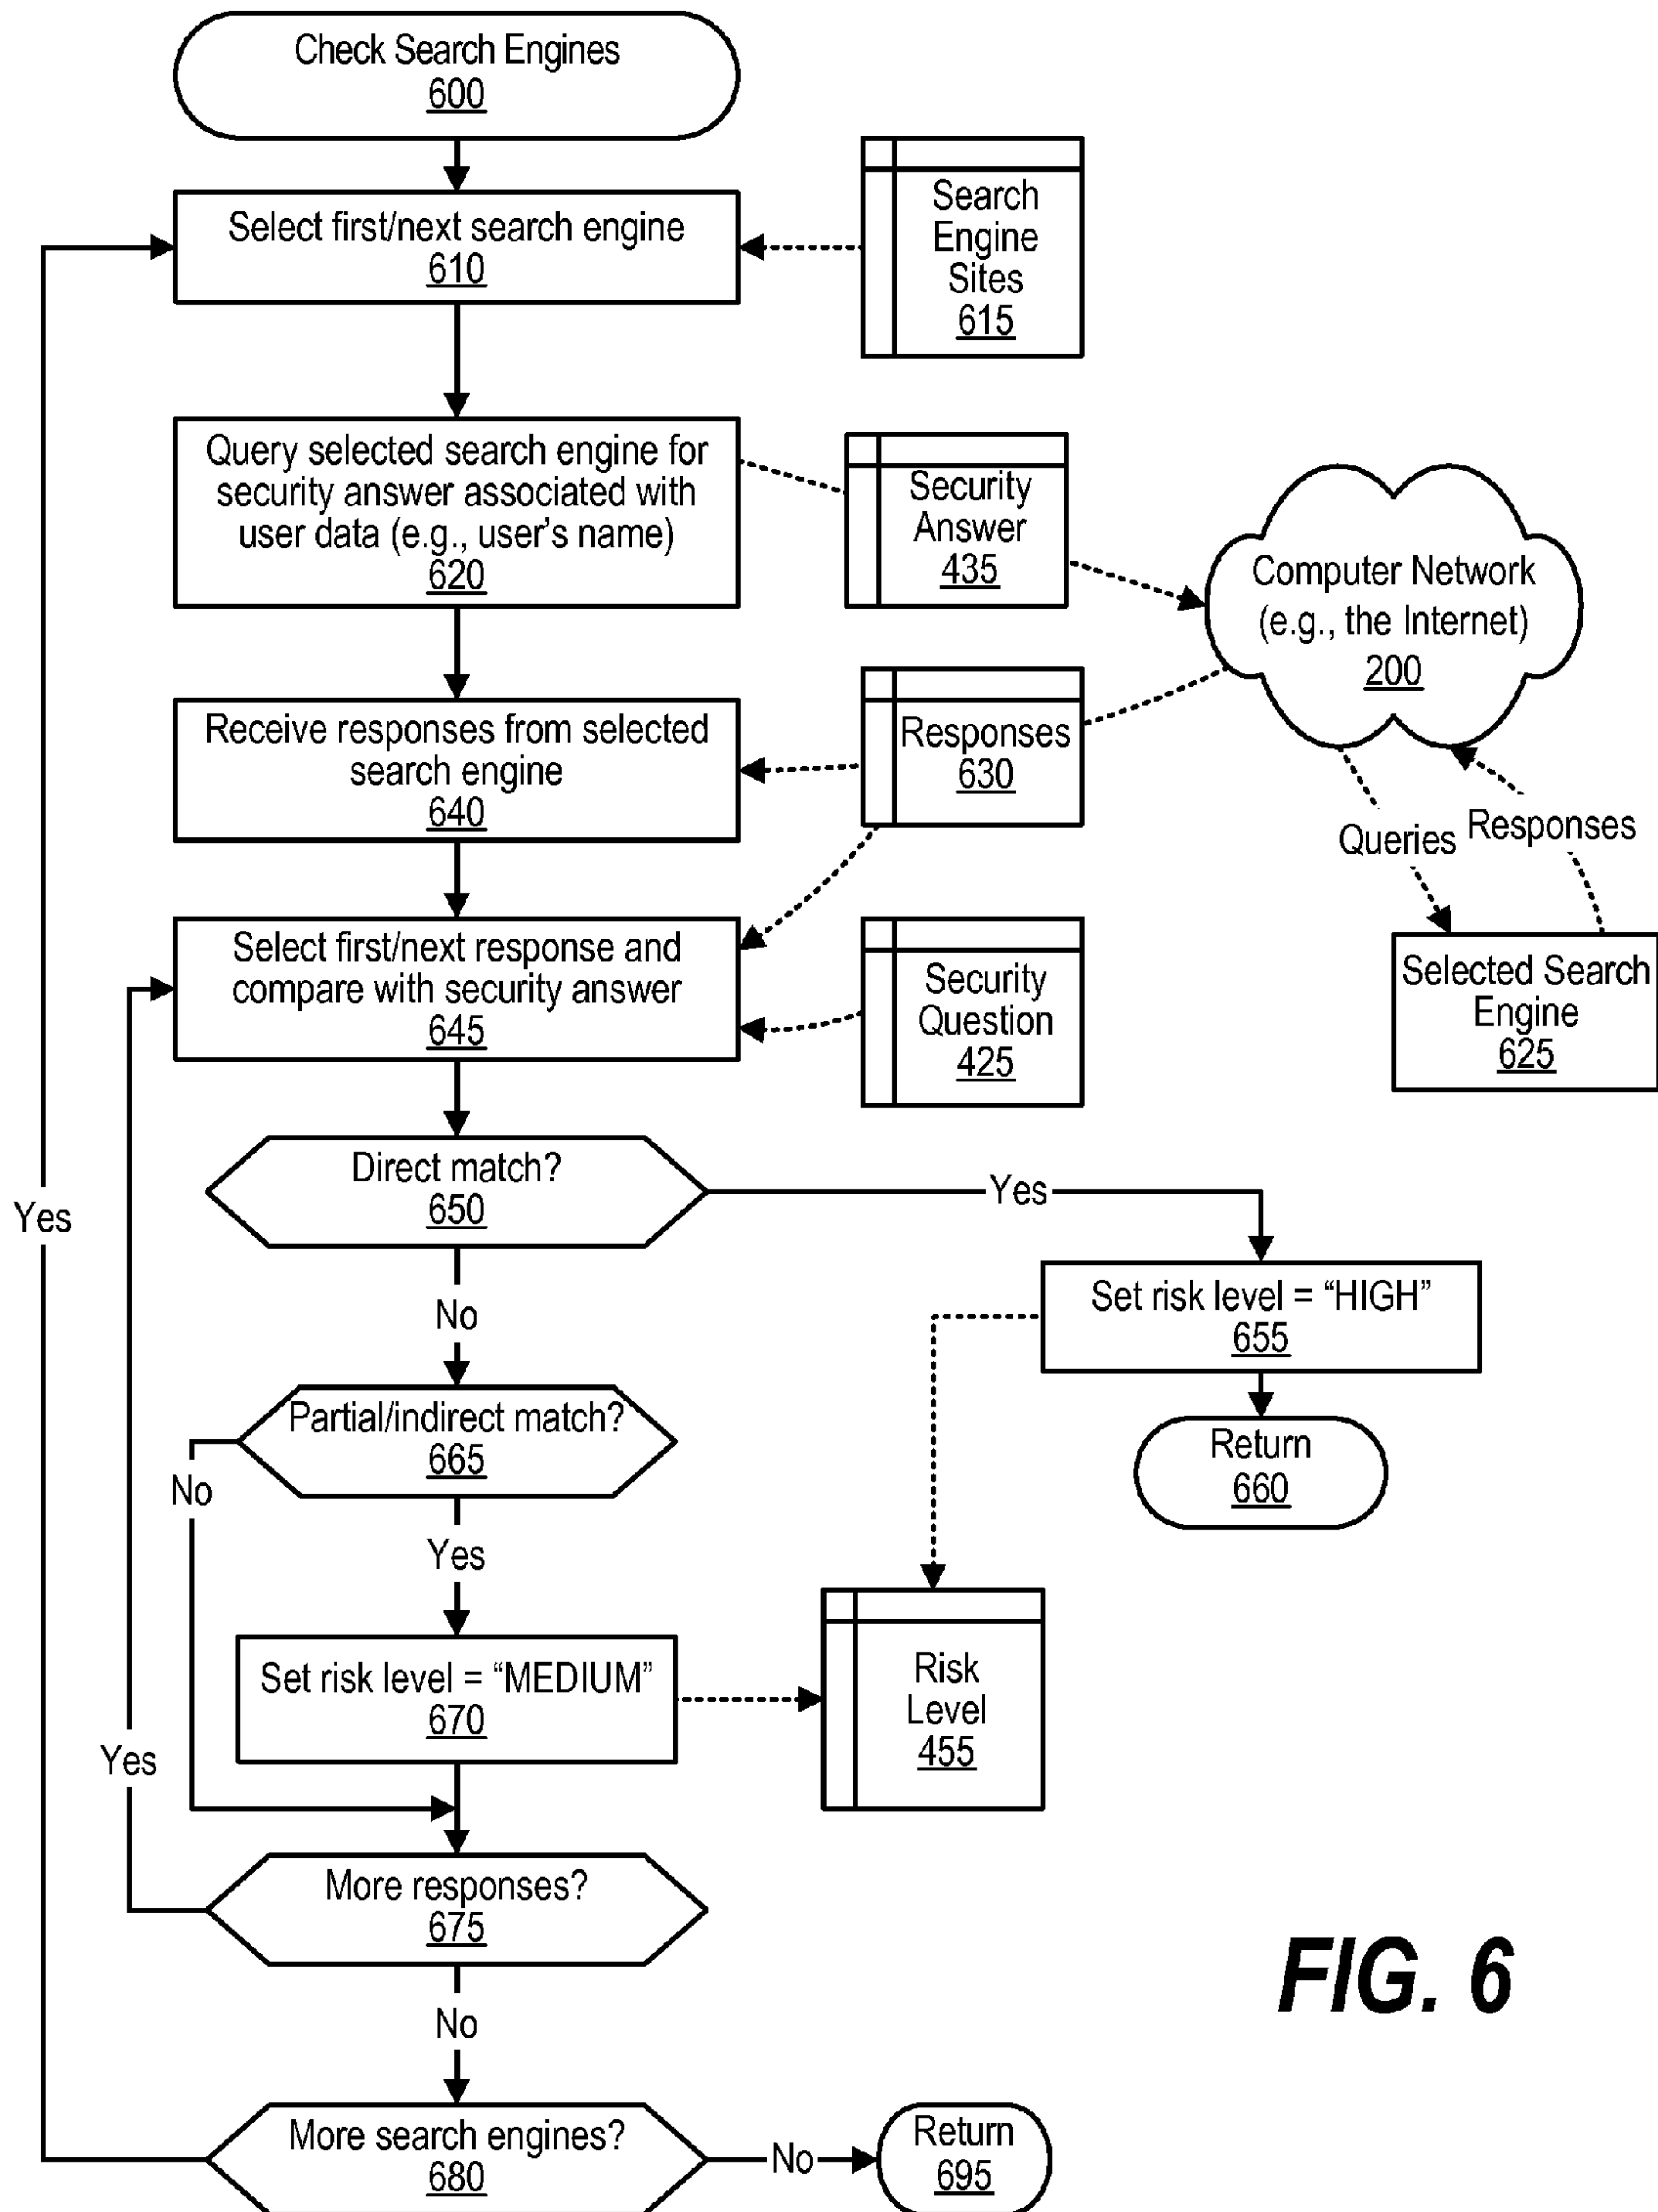 Check Search Engines
600
Select first/next search engine
610
Search
Engine
Sites
615
Query selected search engine for
security answer associated with
user data (e.g., user's name)
620
Security
Answer
435
Computer Network
(e.g., the Internet)
200
Receive responses from selected
search engine
640
Responses
630
Queries
Responses
Select first/next response and
compare with security answer
645
Security
Question
425
Selected Search
Engine
625
Direct match?
650
Yes
Yes
No
Set risk level = “HIGH”
655
Partial/indirect match?
665
Return
660
No
Yes
Set risk level = “MEDIUM”
670
Risk
Level
455
Yes
More responses?
675
No
FIG. 6
More search engines?
680
No
Return
695